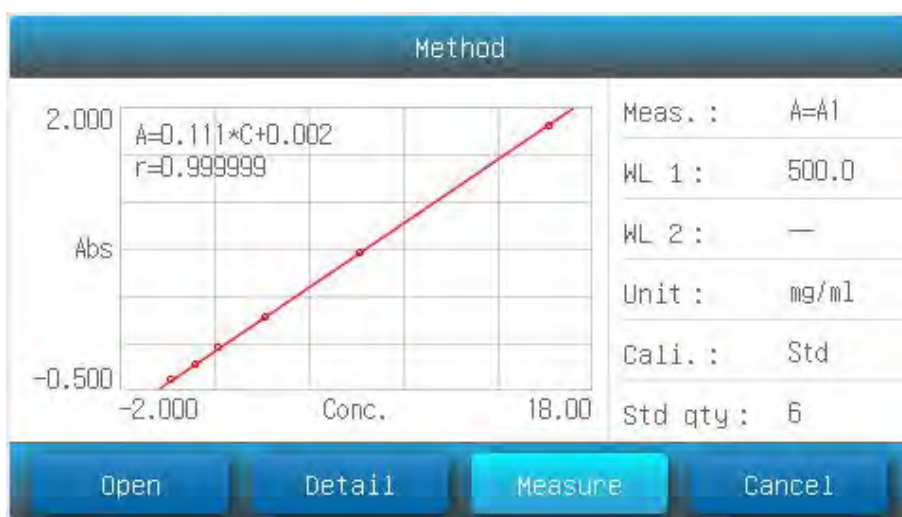 Method
2.000
A=0.111*C+0.002
r=0.999999
Abs
-0.500
-2.000 Conc. 18.00
Meas.: A=A1
WL 1: 500.0
WL 2: —
Unit: mg/ml
Cali.: Std
Std qty: 6
Open Detail Measure Cancel